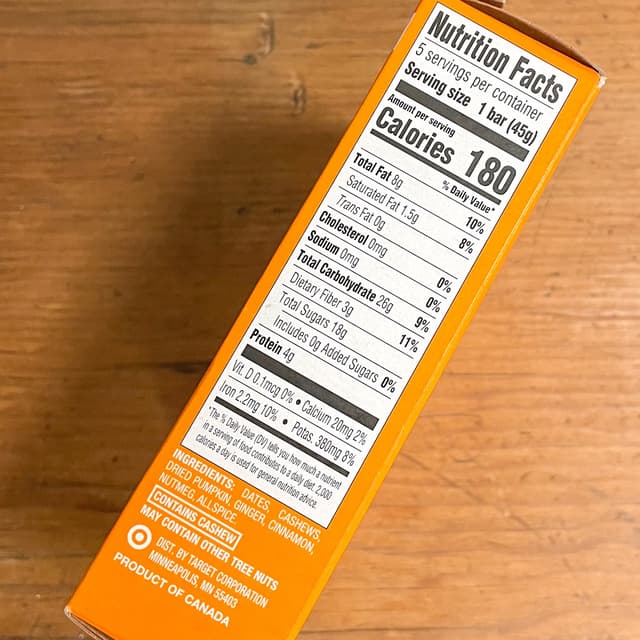 Nutrition Facts
5 servings per container
Serving size 1 bar (45g)
Amount per serving
Calories 180
% Daily Value*
Total Fat 8g 10%
Saturated Fat 1.5g 8%
Trans Fat 0g
Cholesterol 0mg 0%
Sodium 0mg 0%
Total Carbohydrate 26g 9%
Dietary Fiber 3g 11%
Total Sugars 18g
Includes 0g Added Sugars 0%
Protein 4g
Vit. D 0.1mcg 0% • Calcium 20mg 2%
Iron 2.2mg 10% • Potas. 380mg 8%
*The % Daily Value (DV) tells you how much a nutrient
in a serving of food contributes to a daily diet. 2,000
calories a day is used for general nutrition advice.
INGREDIENTS: DATES, CASHEWS,
DRIED PUMPKIN, GINGER, CINNAMON,
NUTMEG, ALLSPICE.
CONTAINS CASHEW
MAY CONTAIN OTHER TREE NUTS
DIST. BY TARGET CORPORATION
MINNEAPOLIS, MN 55403
PRODUCT OF CANADA